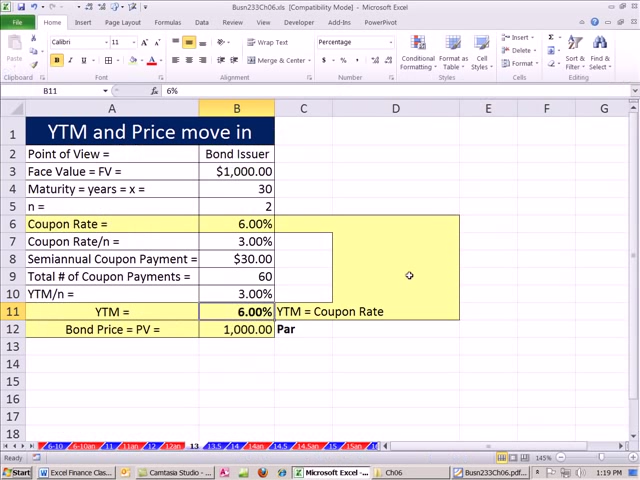 Busn233Ch06.xls [Compatibility Mode] - Microsoft Excel
File Home Insert Page Layout Formulas Data Review View Developer Add-Ins PowerPivot
Calibri 11 Wrap Text Percentage Insert
Paste Merge & Center Conditional Formatting Format as Table Cell Styles Delete Sort & Filter Find & Select
Format
Clipboard Font Alignment Number Styles Cells Editing
B11 fx 6%
A B C D E F G
1 YTM and Price move in
2 Point of View = Bond Issuer
3 Face Value = FV = $1,000.00
4 Maturity = years = x = 30
5 n = 2
6 Coupon Rate = 6.00%
7 Coupon Rate/n = 3.00%
8 Semiannual Coupon Payment = $30.00
9 Total # of Coupon Payments = 60
10 YTM/n = 3.00%
11 YTM = 6.00% YTM = Coupon Rate
12 Bond Price = PV = 1,000.00 Par
13
14
15
16
17
18
6-10 6-10an 11 11an 12 12an 13 13.5 14 14an 14.5 14.5an 15 15an
Ready 145%
Start Excel Finance Clas... Camtasia Studio - ... Microsoft Excel -... Ch06 Busn233Ch06.pdf... 1:19 PM